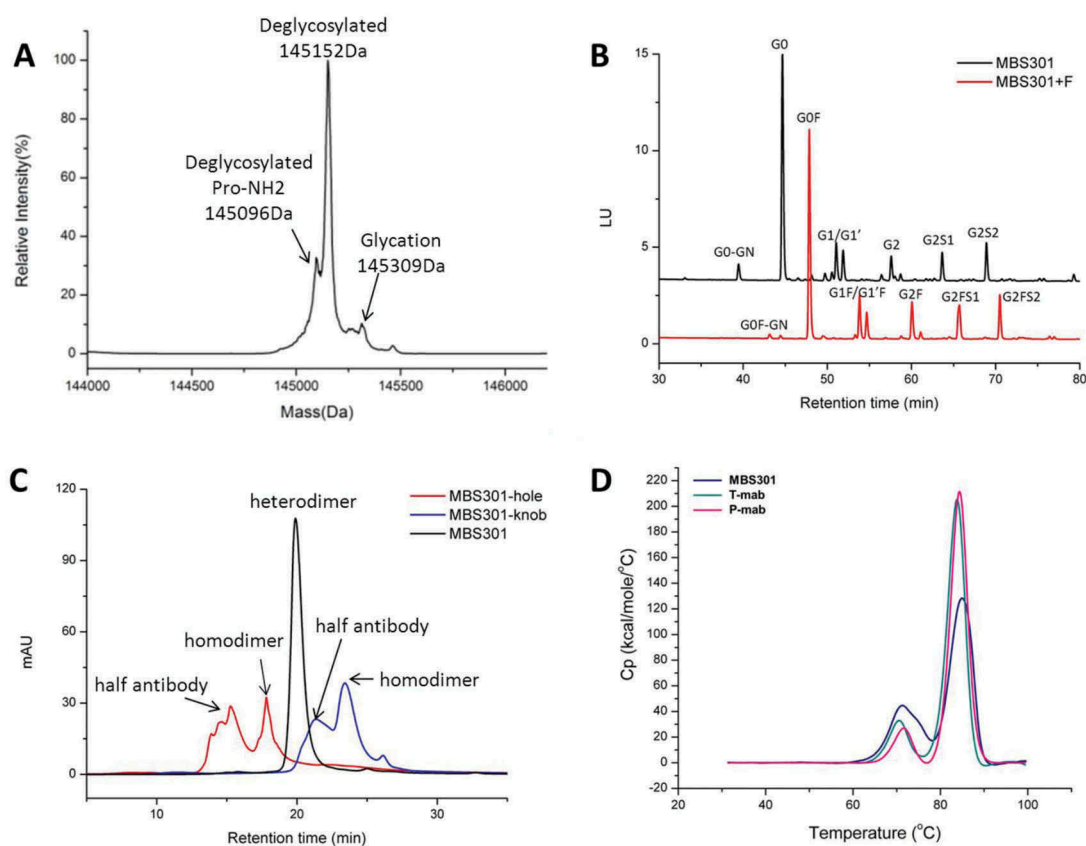 A
Deglycosylated
145152Da
Deglycosylated
Pro-NH2
145096Da
Glycation
145309Da
Relative Intensity(%)
100
80
60
40
20
0
144000
144500
145000
145500
146000
Mass(Da)
B
MBS301
MBS301+F
G0
G0F
G0-GN
G1/G1’
G2
G2S1
G2S2
G0F-GN
G1F/G1’F
G2F
G2FS1
G2FS2
LU
15
10
5
0
30
40
50
60
70
80
Retention time (min)
C
MBS301-hole
MBS301-knob
MBS301
heterodimer
half antibody
homodimer
homodimer
half antibody
mAU
120
90
60
30
0
10
20
30
Retention time (min)
D
MBS301
T-mab
P-mab
Cp (kcal/mole/°C)
220
200
180
160
140
120
100
80
60
40
20
0
-20
20
40
60
80
100
Temperature (°C)